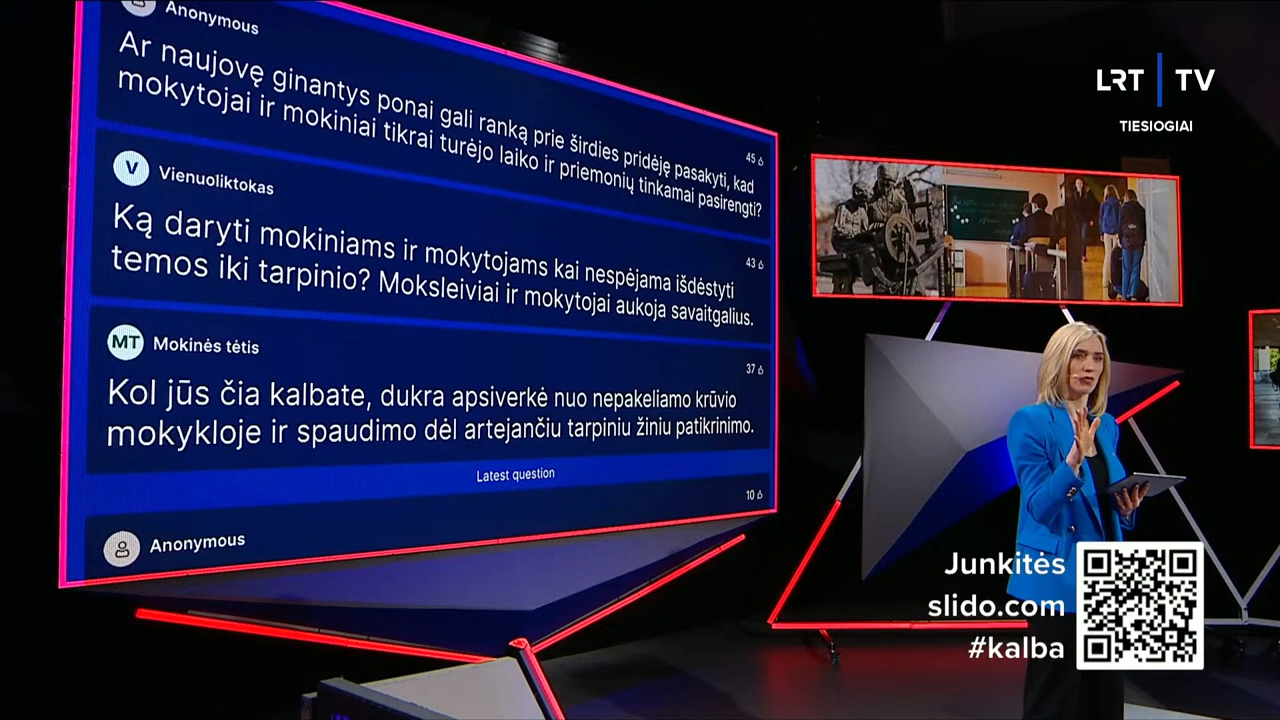 Anonymous
Ar naujovę ginantys ponai gali ranką prie širdies pridėję pasakyti, kad
mokytojai ir mokiniai tikrai turėjo laiko ir priemonių tinkamai pasirengti?
45
V
Vienuoliktokas
Ką daryti mokiniams ir mokytojams kai nespėjama išdėstyti
temos iki tarpinio? Moksleiviai ir mokytojai aukoja savaitgalius.
43
MT
Mokinės tėtis
Kol jūs čia kalbate, dukra apsiverkė nuo nepakeliamo krūvio
mokykloje ir spaudimo dėl artejančiu tarpiniu žiniu patikrinimo.
37
Latest question
Anonymous
10
LRT TV
TIESIOGIAI
Junkitės
slido.com
#kalba